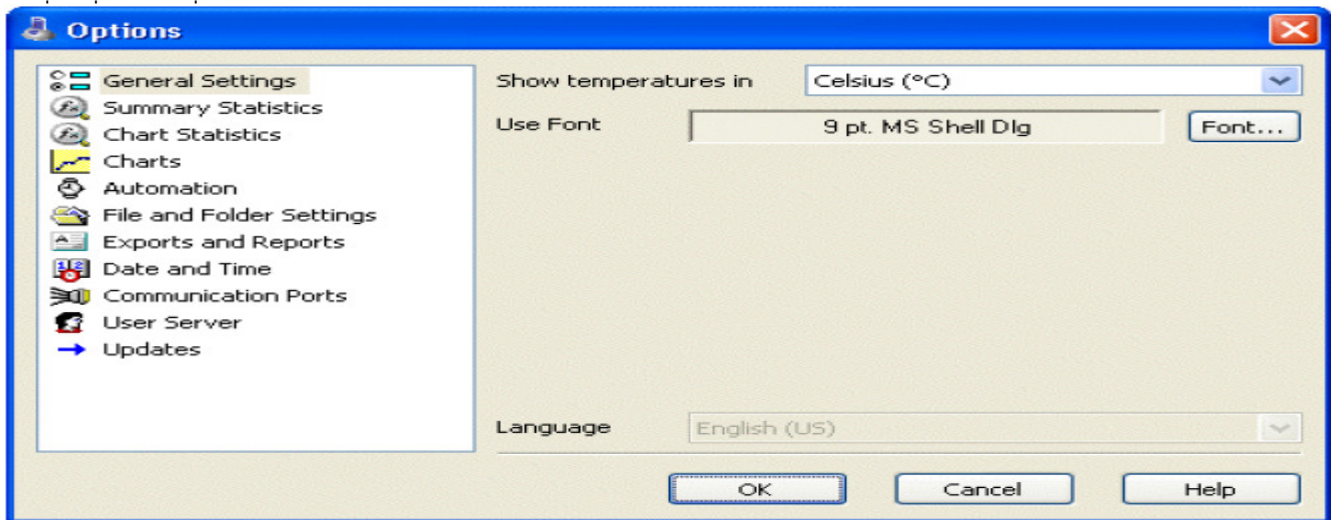 Options
General Settings
Summary Statistics
Chart Statistics
Charts
Automation
File and Folder Settings
Exports and Reports
Date and Time
Communication Ports
User Server
Updates
Show temperatures in Celsius (°C)
Use Font 9 pt. MS Shell Dlg Font...
Language English (US)
OK Cancel Help